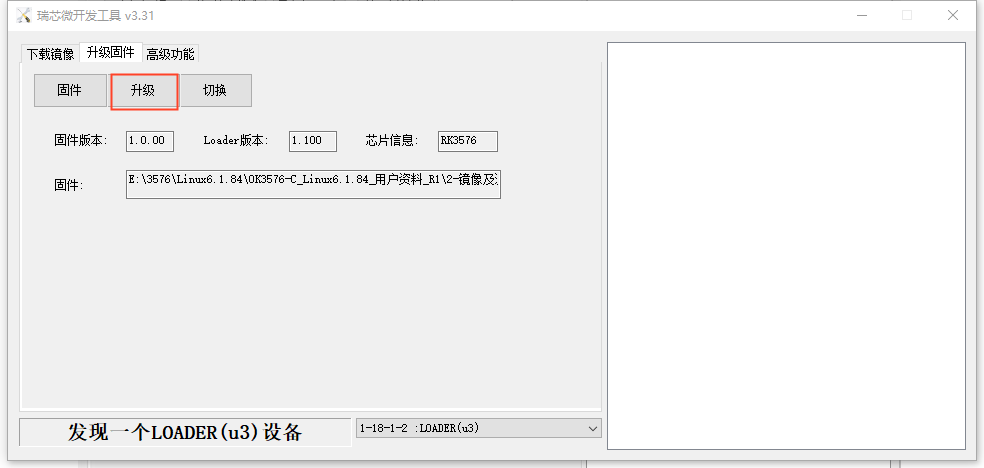 瑞芯微开发工具 v3.31
下载镜像 升级固件 高级功能
固件 升级 切换
固件版本: 1.0.00 Loader版本: 1.100 芯片信息: RK3576
固件: E:\3576\Linux6.1.84\OK3576-C_Linux6.1.84_用户资料_R1\2-镜像及
发现一个LOADER(u3)设备 1-18-1-2 :LOADER(u3)